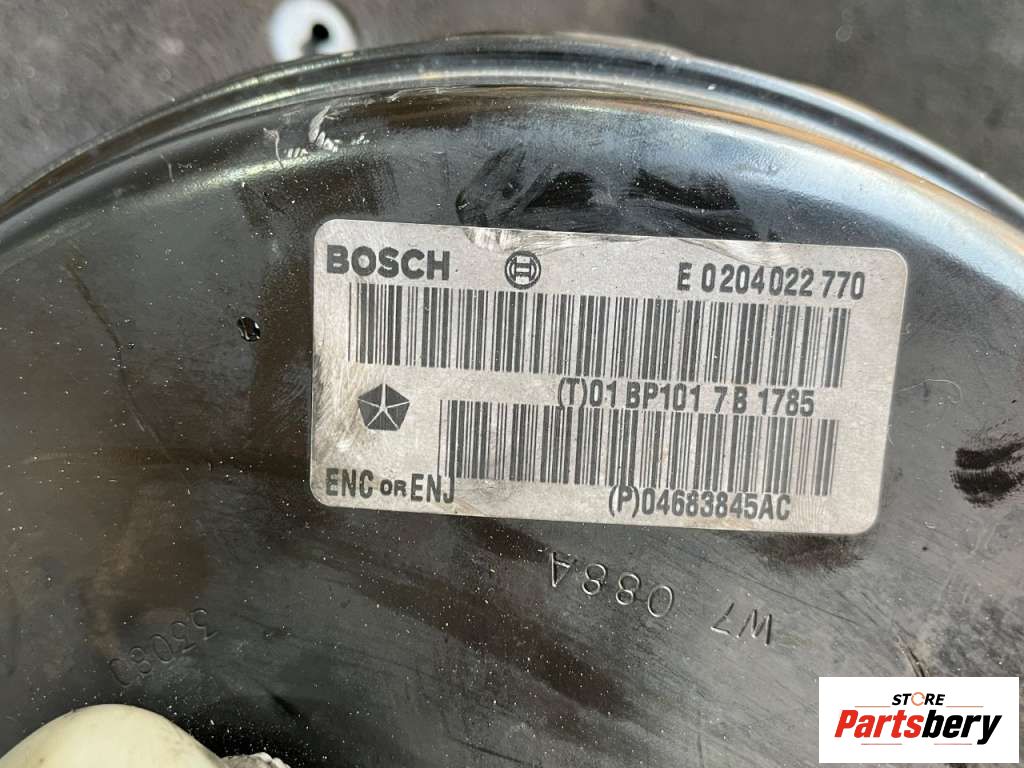 BOSCH E 0204022770
(T)01 BP101 7B 1785
ENC OR ENJ (P)04683845AC
W7 088A
STORE
Partsbery